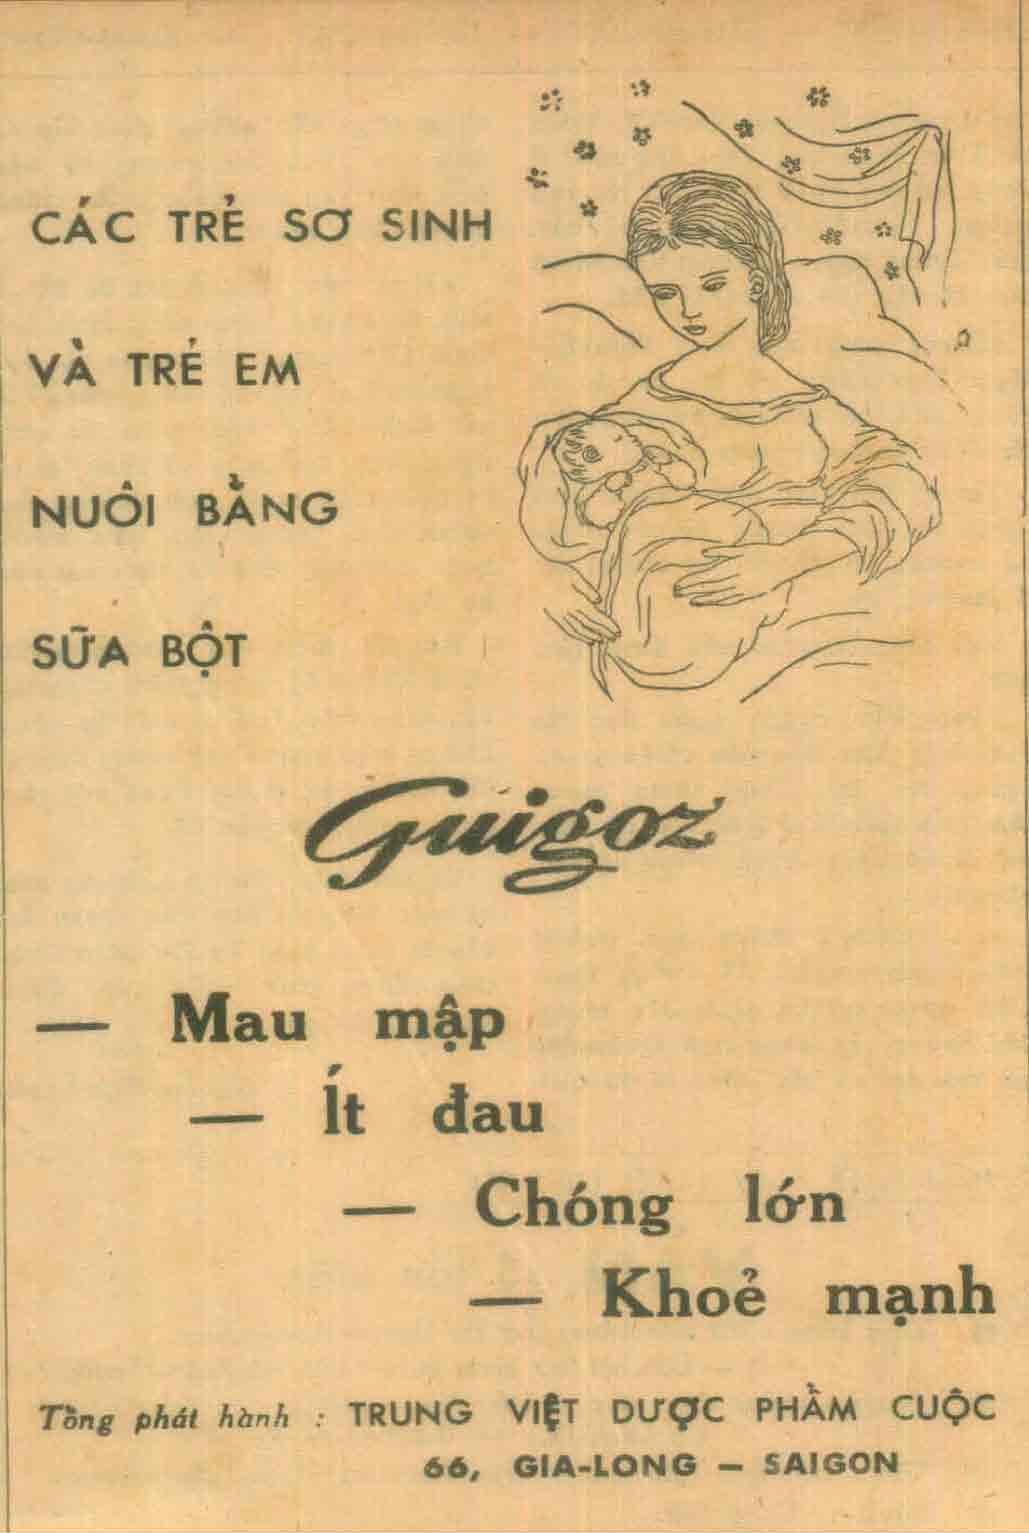 CÁC TRẺ SƠ SINH
VÀ TRẺ EM
NUÔI BẰNG
SỮA BỘT
Guigoz
— Mau mập
— Ít đau
— Chóng lớn
— Khoẻ mạnh
Tổng phát hành : TRUNG VIỆT DƯỢC PHẨM CUỘC
66, GIA-LONG — SAIGON